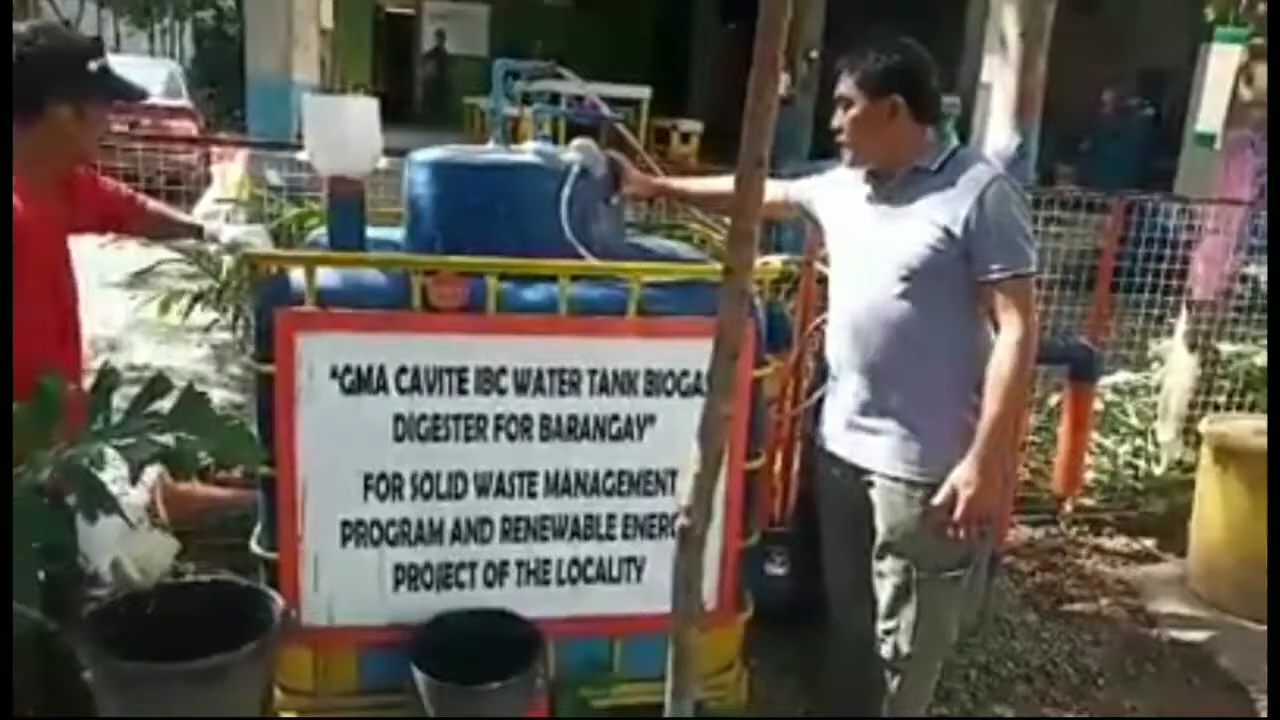 "GMA CAVITE IBC WATER TANK BIOGAS
DIGESTER FOR BARANGAY"
FOR SOLID WASTE MANAGEMENT
PROGRAM AND RENEWABLE ENERGY
PROJECT OF THE LOCALITY